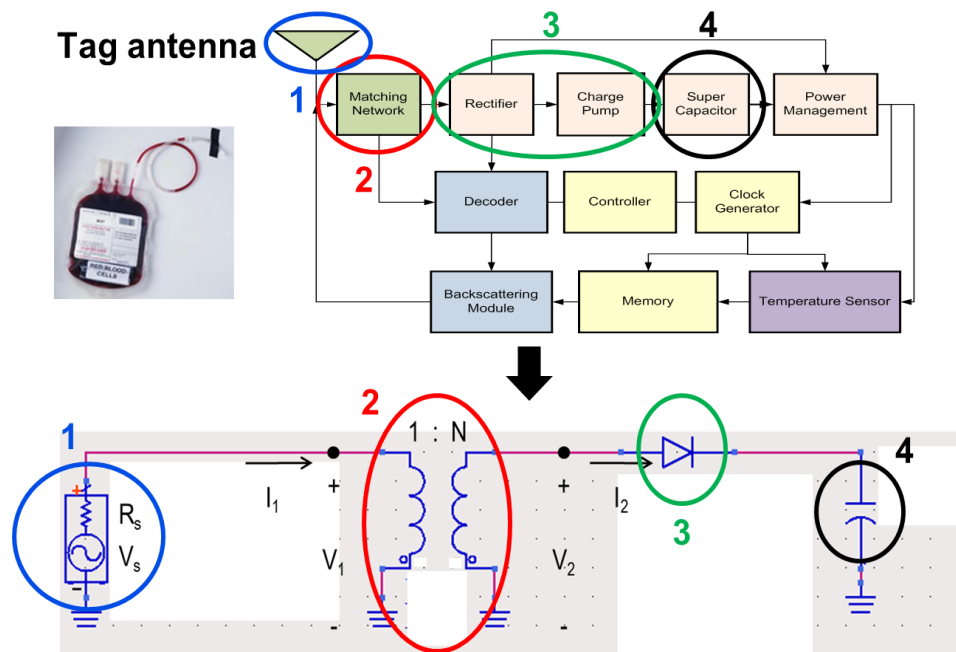 Tag antenna
1
2
3
4
Matching
Network
Rectifier
Charge
Pump
Super
Capacitor
Power
Management
Decoder
Controller
Clock
Generator
Backscattering
Module
Memory
Temperature Sensor
RED BLOOD
CELLS
1
2
1 : N
3
4
+
Rs
Vs
-
I1
+
V1
-
+
V2
-
I2